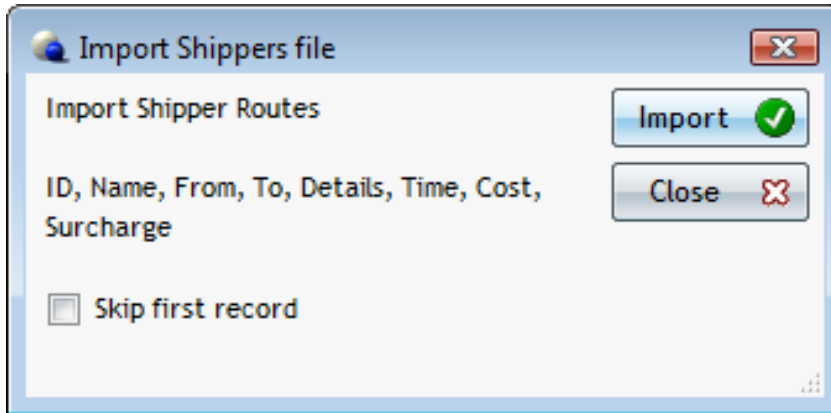 Import Shippers file
Import Shipper Routes
Import
ID, Name, From, To, Details, Time, Cost,
Surcharge
Close
Skip first record